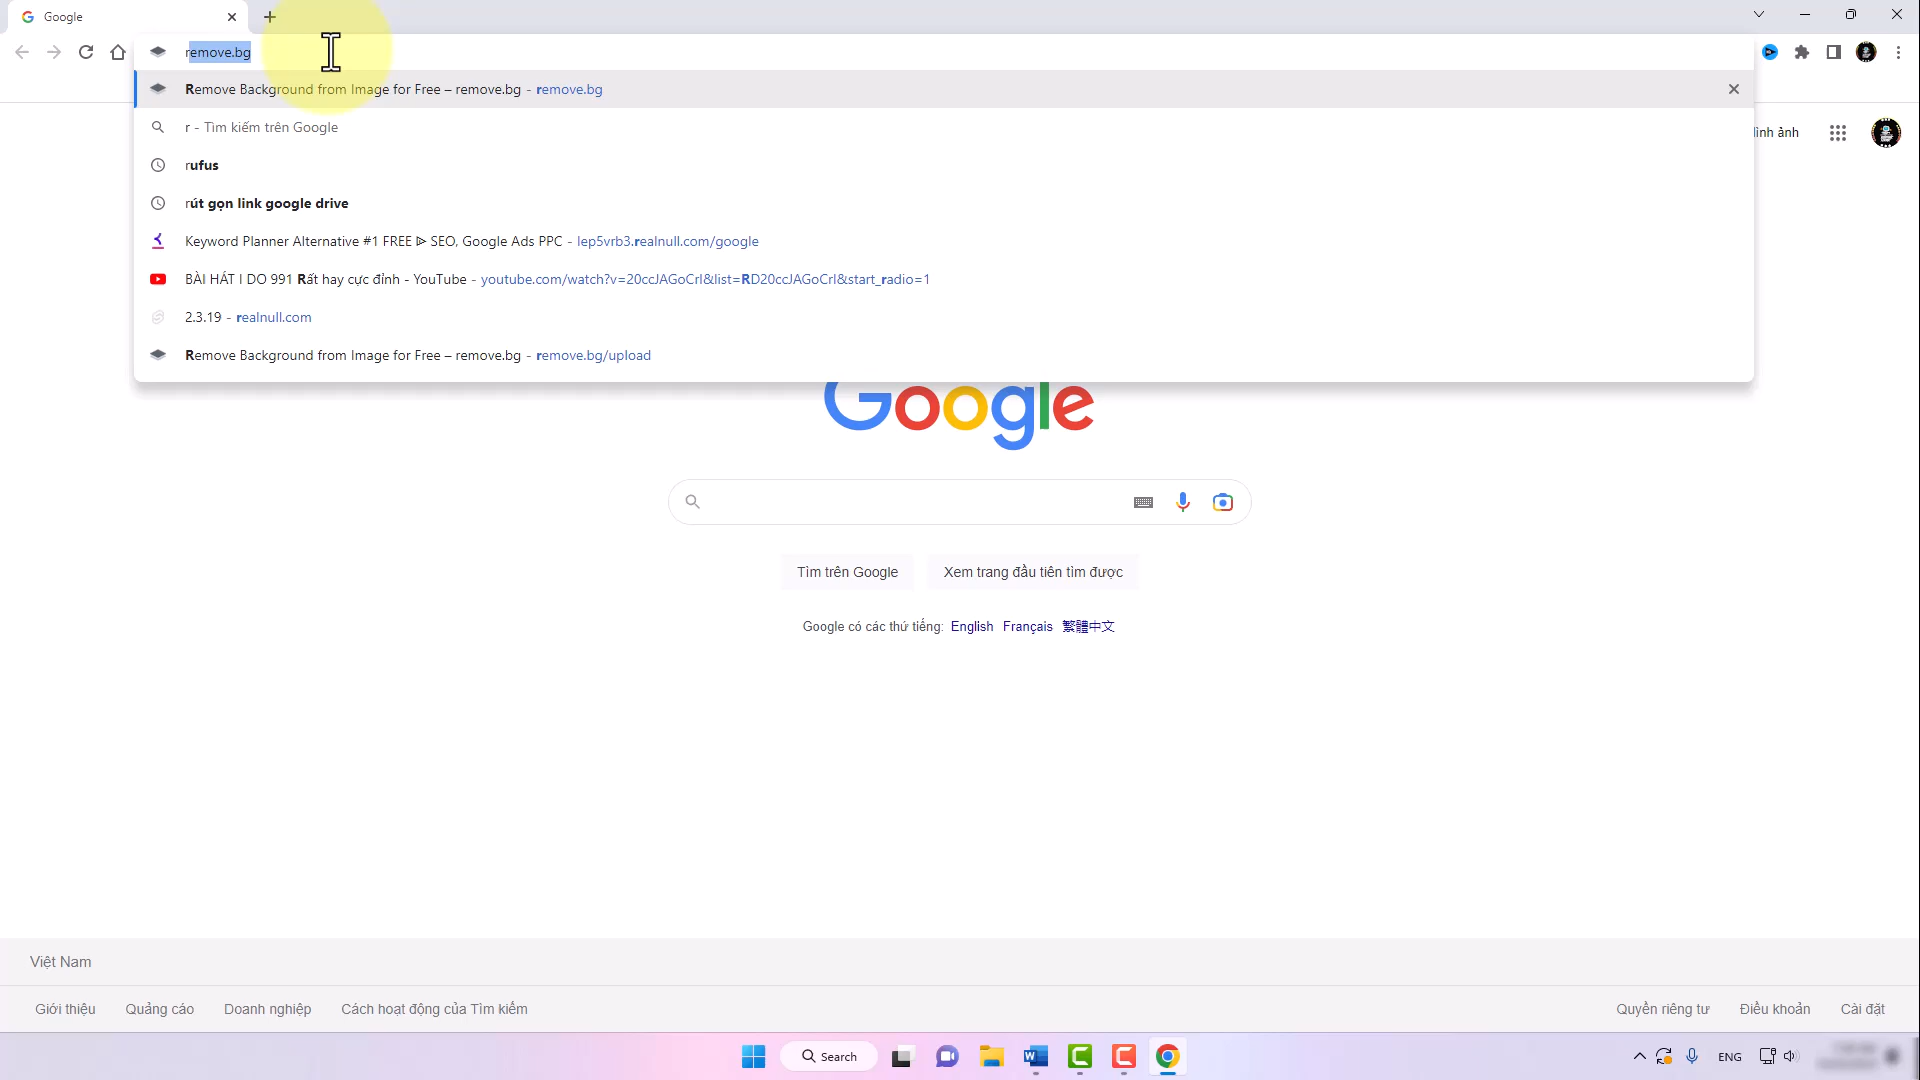 Google
remove.bg
Remove Background from Image for Free – remove.bg - remove.bg
r - Tìm kiếm trên Google
rufus
rút gọn link google drive
Keyword Planner Alternative #1 FREE ᐉ SEO, Google Ads PPC - lep5vrb3.realnull.com/google
BÀI HÁT I DO 991 Rất hay cực đỉnh - YouTube - youtube.com/watch?v=20ccJAGoCrI&list=RD20ccJAGoCrI&start_radio=1
2.3.19 - realnull.com
Remove Background from Image for Free – remove.bg - remove.bg/upload
ình ảnh
Google
Tìm trên Google
Xem trang đầu tiên tìm được
Google có các thứ tiếng: English Français 繁體中文
Việt Nam
Giới thiệu Quảng cáo Doanh nghiệp Cách hoạt động của Tìm kiếm Quyền riêng tư Điều khoản Cài đặt
Search
ENG